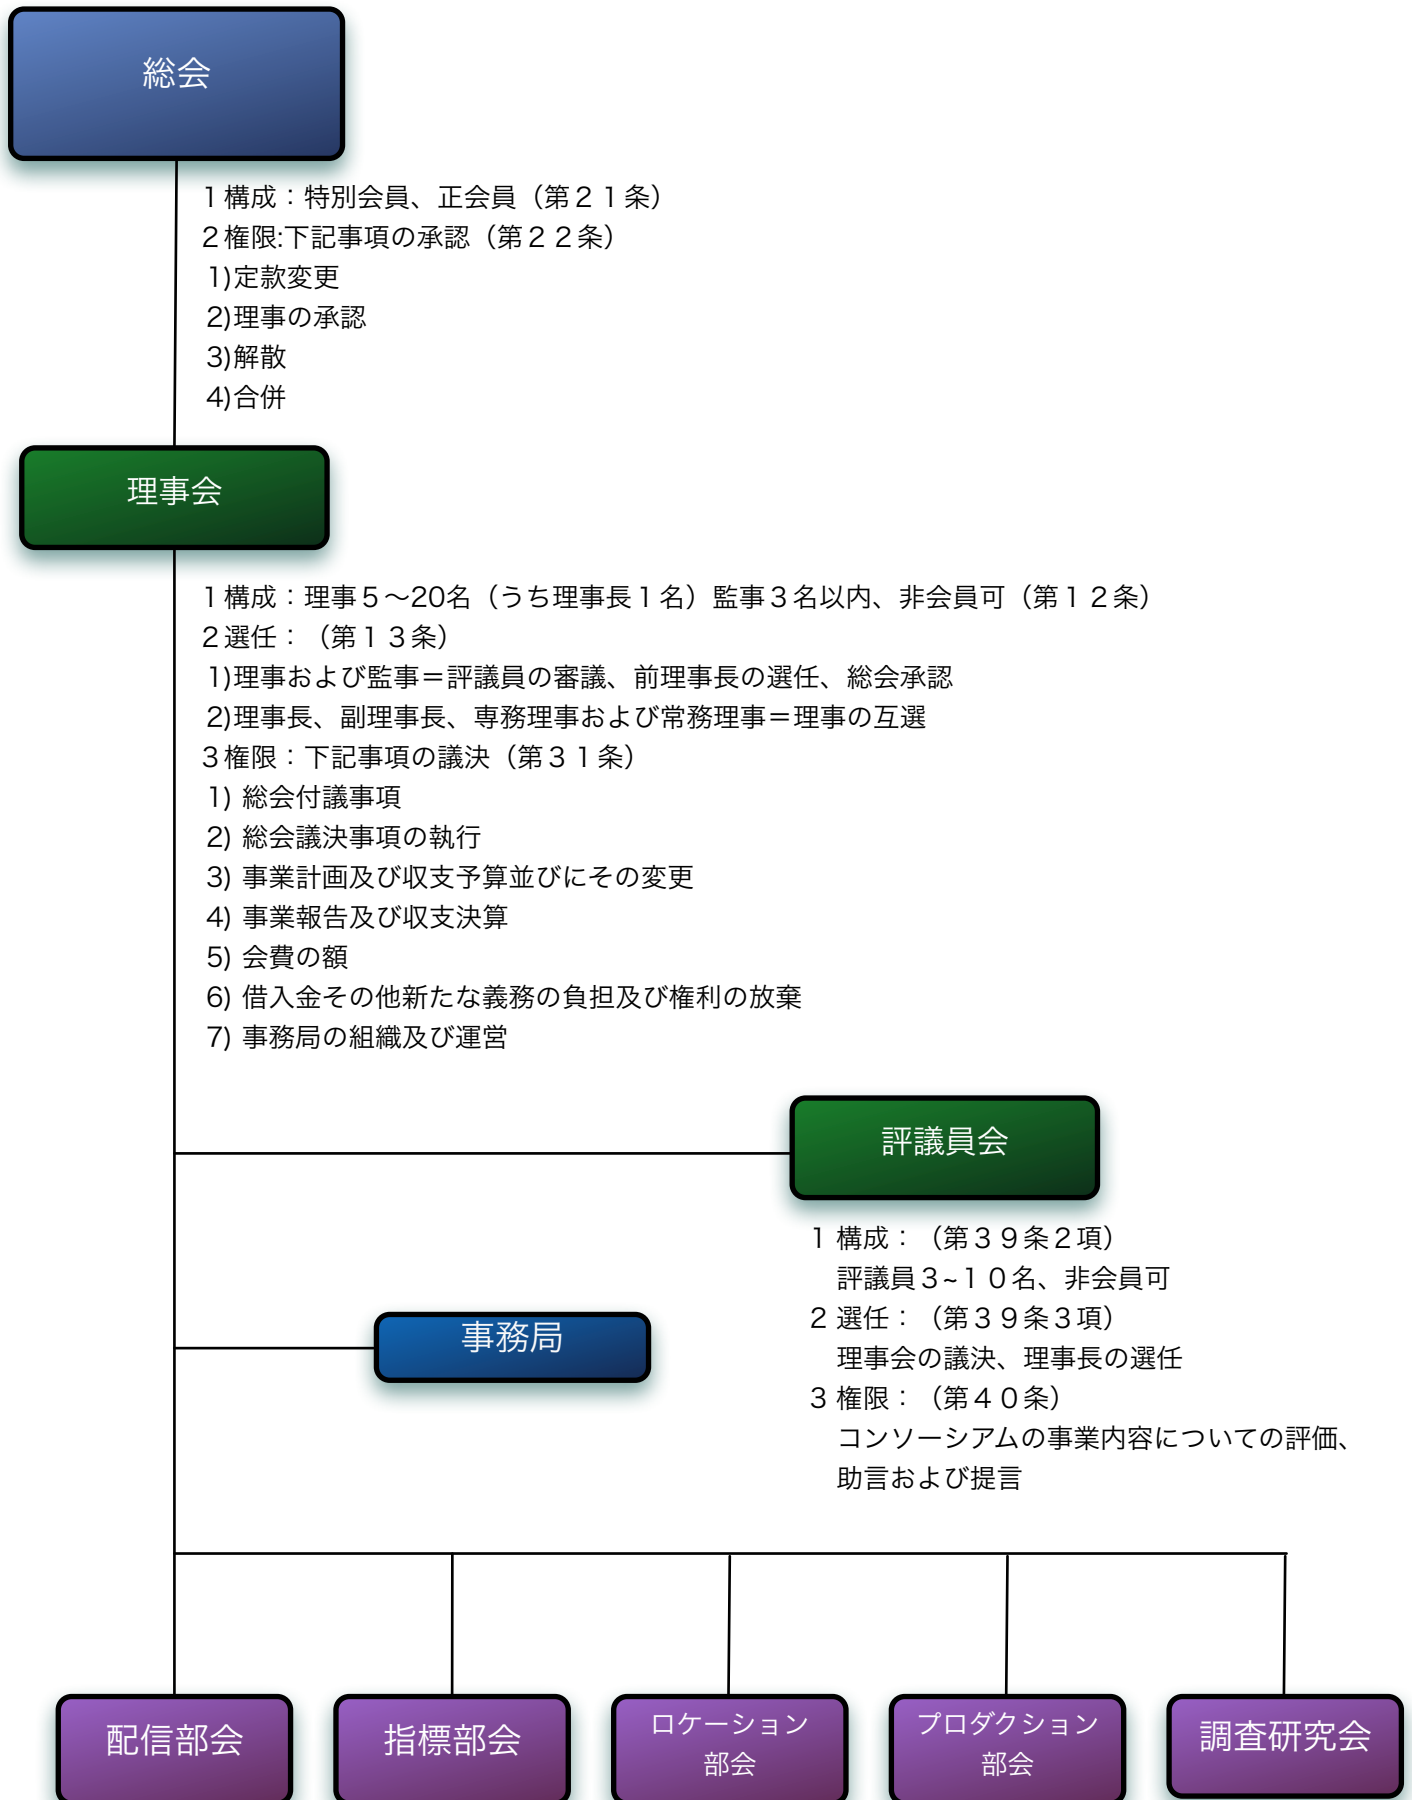 総会
１構成：特別会員、正会員（第２１条）
２権限:下記事項の承認（第２２条）
1)定款変更
2)理事の承認
3)解散
4)合併
理事会
１構成：理事５〜20名（うち理事長１名）監事３名以内、非会員可（第１２条）
２選任：（第１３条）
1)理事および監事＝評議員の審議、前理事長の選任、総会承認
2)理事長、副理事長、専務理事および常務理事＝理事の互選
３権限：下記事項の議決（第３１条）
1) 総会付議事項
2) 総会議決事項の執行
3) 事業計画及び収支予算並びにその変更
4) 事業報告及び収支決算
5) 会費の額
6) 借入金その他新たな義務の負担及び権利の放棄
7) 事務局の組織及び運営
評議員会
1 構成：（第３９条２項）
評議員３~１０名、非会員可
2 選任：（第３９条３項）
理事会の議決、理事長の選任
3 権限：（第４０条）
コンソーシアムの事業内容についての評価、
助言および提言
事務局
配信部会
指標部会
ロケーション
部会
プロダクション
部会
調査研究会